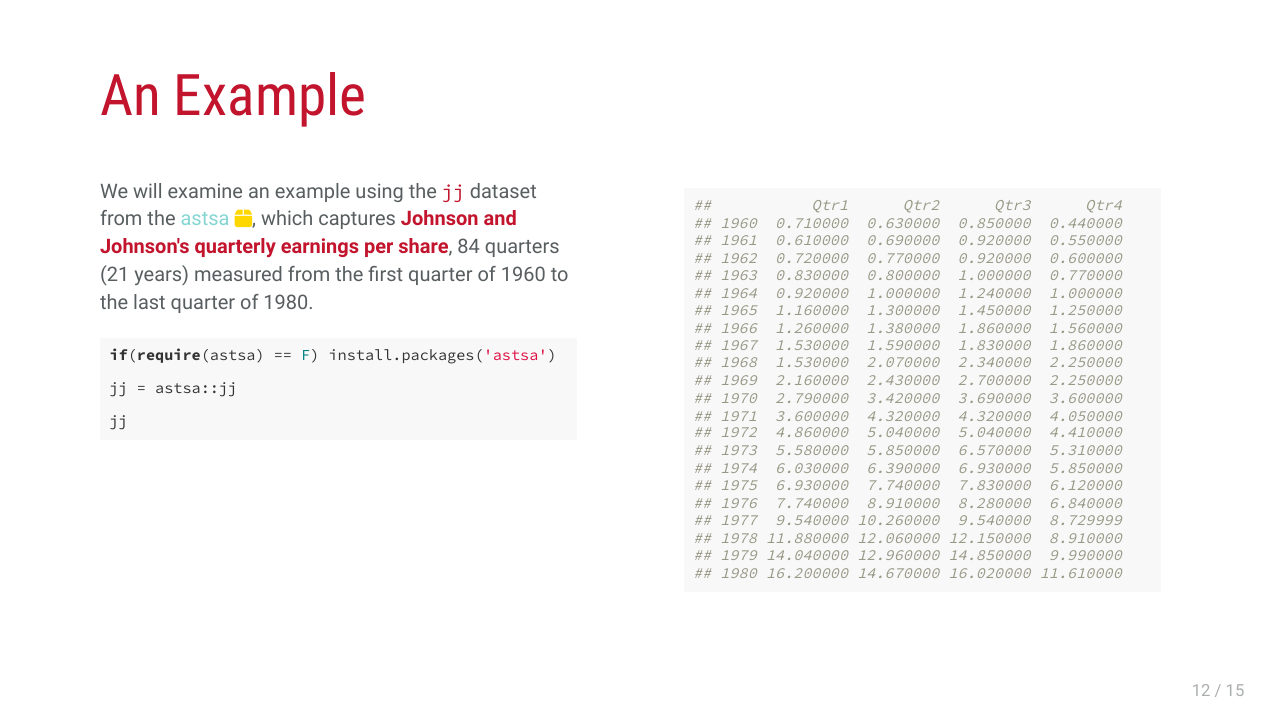 An Example
We will examine an example using the jj dataset
from the astsa , which captures Johnson and
Johnson's quarterly earnings per share, 84 quarters
(21 years) measured from the first quarter of 1960 to
the last quarter of 1980.
if(require(astsa) == F) install.packages('astsa')
jj = astsa::jj
jj
##           Qtr1      Qtr2      Qtr3      Qtr4
## 1960  0.710000  0.630000  0.850000  0.440000
## 1961  0.610000  0.690000  0.920000  0.550000
## 1962  0.720000  0.770000  0.920000  0.600000
## 1963  0.830000  0.800000  1.000000  0.770000
## 1964  0.920000  1.000000  1.240000  1.000000
## 1965  1.160000  1.300000  1.450000  1.250000
## 1966  1.260000  1.380000  1.860000  1.560000
## 1967  1.530000  1.590000  1.830000  1.860000
## 1968  1.530000  2.070000  2.340000  2.250000
## 1969  2.160000  2.430000  2.700000  2.250000
## 1970  2.790000  3.420000  3.690000  3.600000
## 1971  3.600000  4.320000  4.320000  4.050000
## 1972  4.860000  5.040000  5.040000  4.410000
## 1973  5.580000  5.850000  6.570000  5.310000
## 1974  6.030000  6.390000  6.930000  5.850000
## 1975  6.930000  7.740000  7.830000  6.120000
## 1976  7.740000  8.910000  8.280000  6.840000
## 1977  9.540000 10.260000  9.540000  8.729999
## 1978 11.880000 12.060000 12.150000  8.910000
## 1979 14.040000 12.960000 14.850000  9.990000
## 1980 16.200000 14.670000 16.020000 11.610000
12 / 15